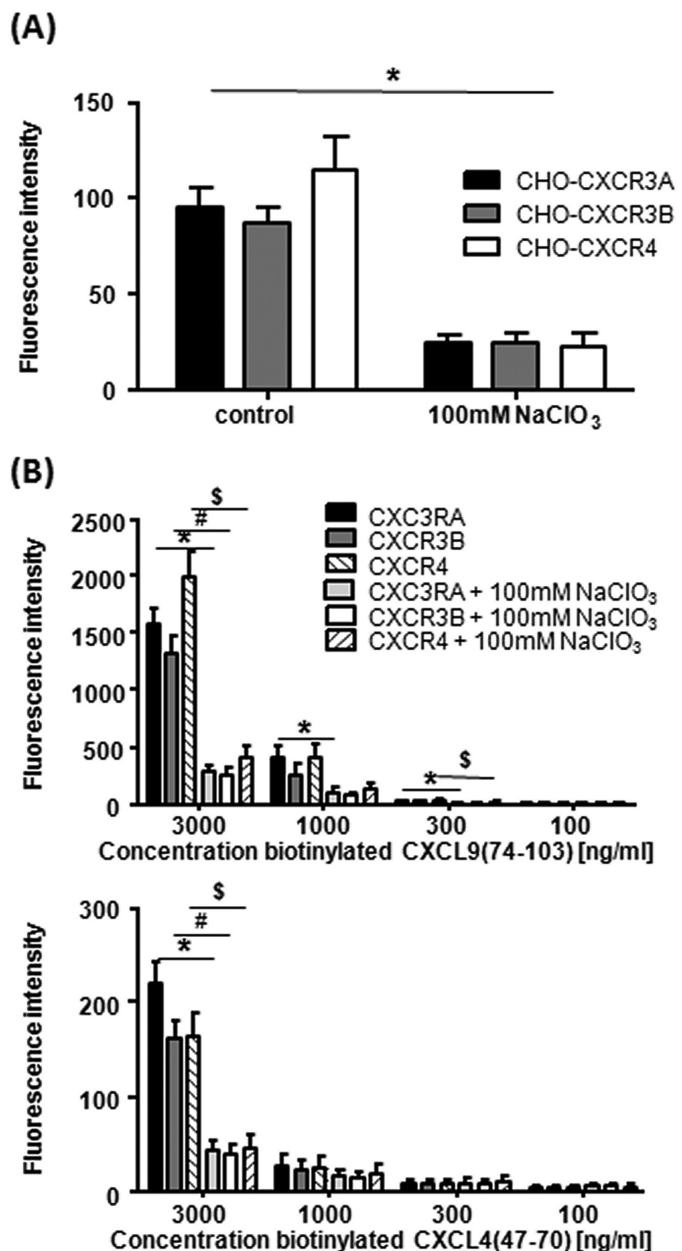 (A)
*
150
100
50
0
Fluorescence intensity
CHO-CXCR3A
CHO-CXCR3B
CHO-CXCR4
control
100mM NaClO3
(B)
$
#
*
2500
2000
1500
1000
500
0
Fluorescence intensity
CXC3RA
CXCR3B
CXCR4
CXC3RA + 100mM NaClO3
CXCR3B + 100mM NaClO3
CXCR4 + 100mM NaClO3
*
*
$
3000 1000 300 100
Concentration biotinylated CXCL9(74-103) [ng/ml]
$
#
*
300
200
100
0
Fluorescence intensity
3000 1000 300 100
Concentration biotinylated CXCL4(47-70) [ng/ml]